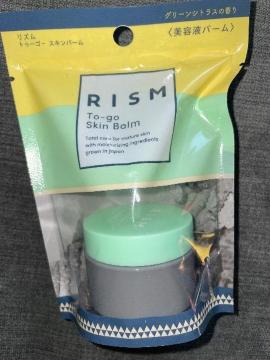 グリーンシトラスの香り
リズム
トゥーゴー スキンバーム
〈美容液バーム〉
RISM
To-go
Skin Balm
Total care for mature skin
with moisturizing ingredients
grown in Japan